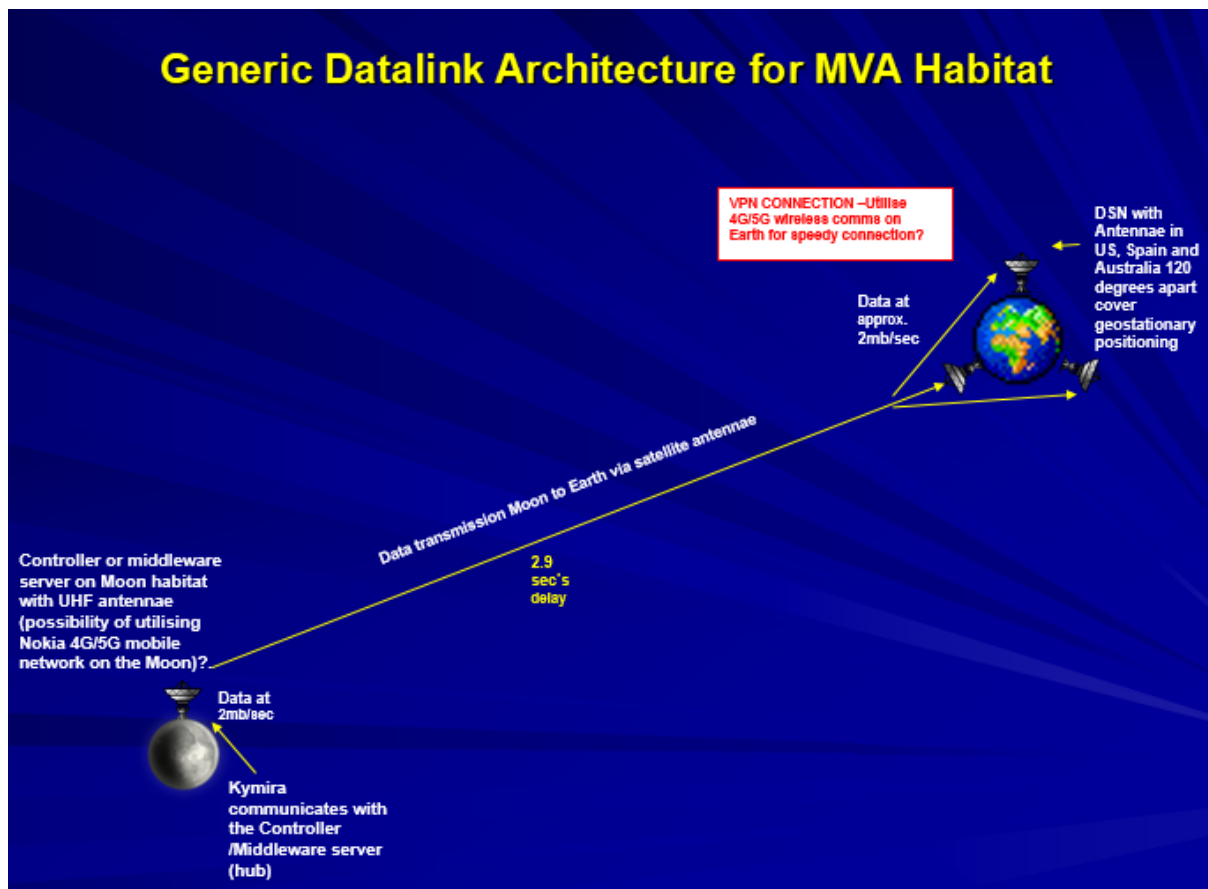 Generic Datalink Architecture for MVA Habitat
VPN CONNECTION –Utilise
4G/5G wireless comms on
Earth for speedy connection?
DSN with
Antennae in
US, Spain and
Australia 120
degrees apart
cover
geostationary
positioning
Data at
approx.
2mb/sec
Data transmission Moon to Earth via satellite antennae
2.9
sec's
delay
Controller or middleware
server on Moon habitat
with UHF antennae
(possibility of utilising
Nokia 4G/5G mobile
network on the Moon)?
Data at
2mb/sec
Kymira
communicates with
the Controller
/Middleware server
(hub)